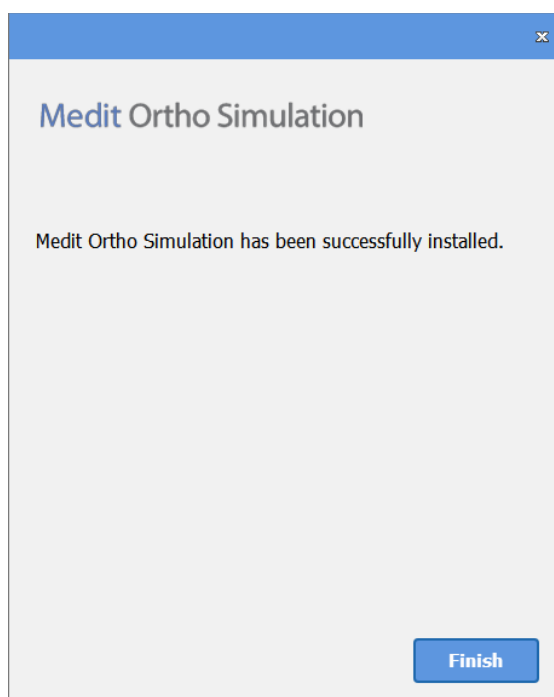 Medit Ortho Simulation
Medit Ortho Simulation has been successfully installed.
Finish